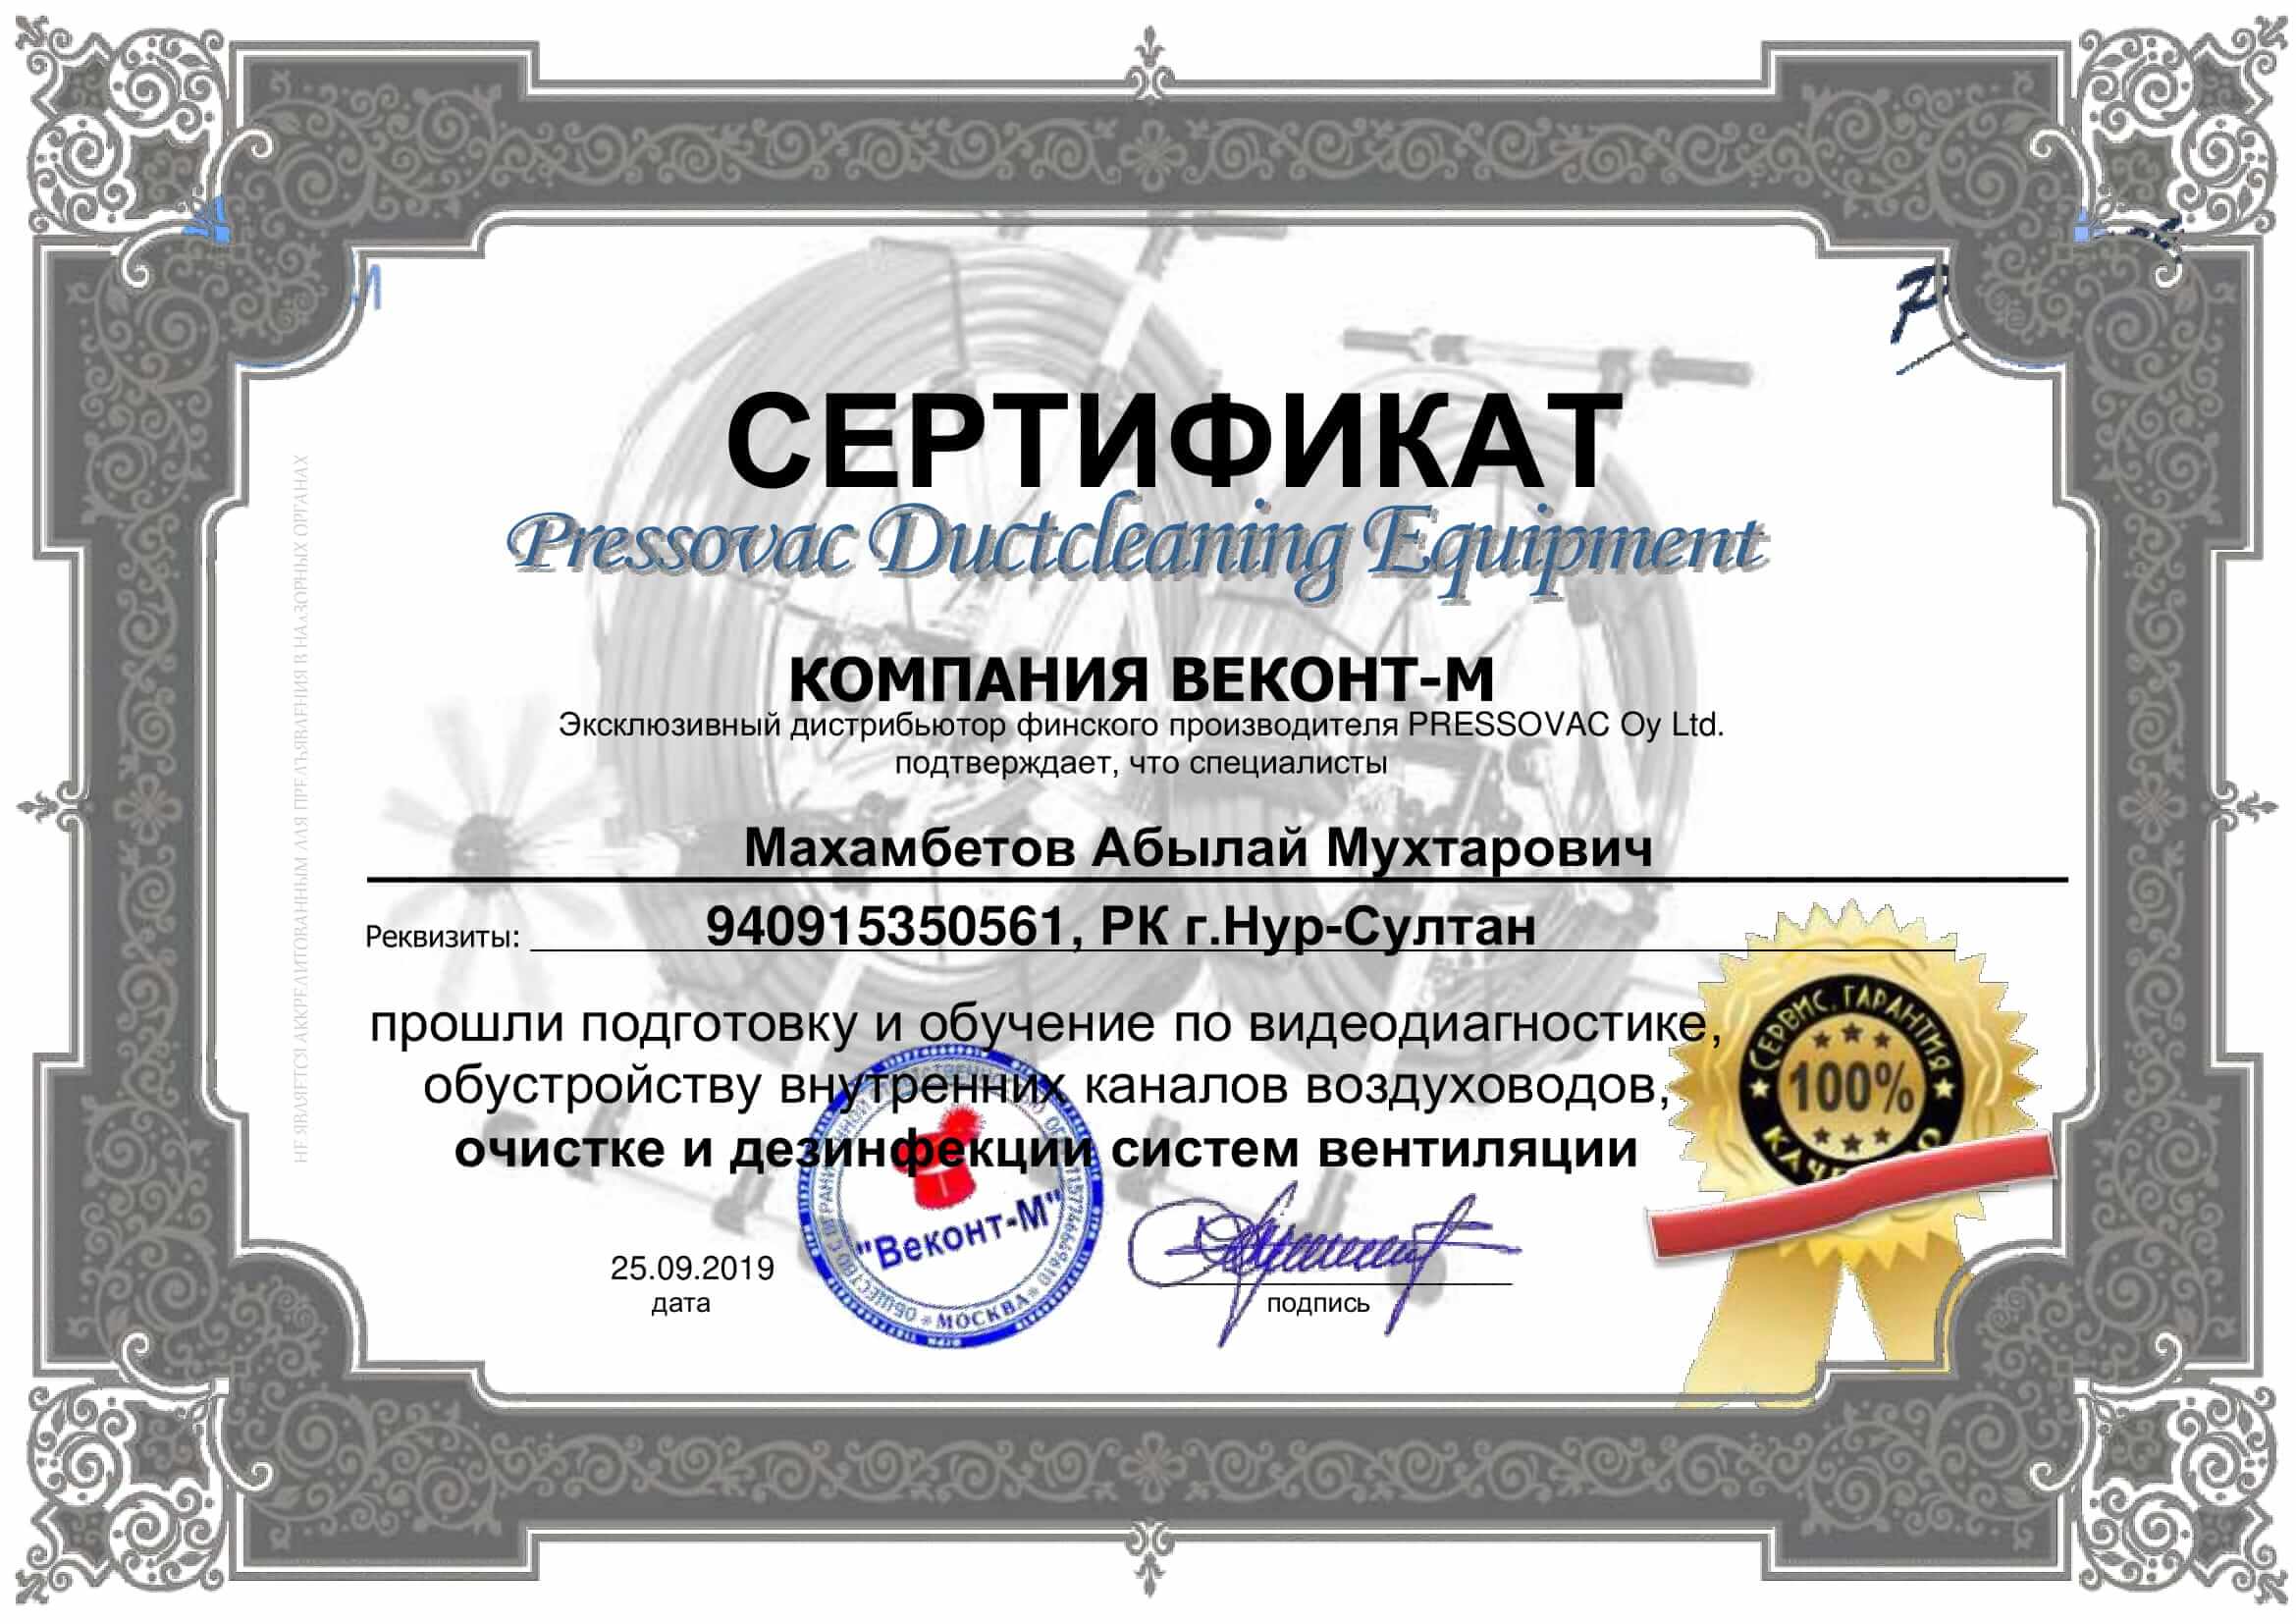 СЕРТИФИКАТ
Pressovac Ductcleaning Equipment
КОМПАНИЯ ВЕКОНТ-М
Эксклюзивный дистрибьютор финского производителя PRESSOVAC Oy Ltd.
подтверждает, что специалисты
Махамбетов Абылай Мухтарович
Реквизиты: 940915350561, РК г.Нур-Султан
прошли подготовку и обучение по видеодиагностике,
обустройству внутренних каналов воздуховодов,
очистке и дезинфекции систем вентиляции
СЕРВИС, ГАРАНТИЯ
100%
"Веконт-М"
МОСКВА
25.09.2019
дата
подпись
НЕ ЯВЛЯЕТСЯ АККРЕДИТОВАННЫМ ДЛЯ ПРЕДЪЯВЛЕНИЯ В НАДЗОРНЫХ ОРГАНАХ